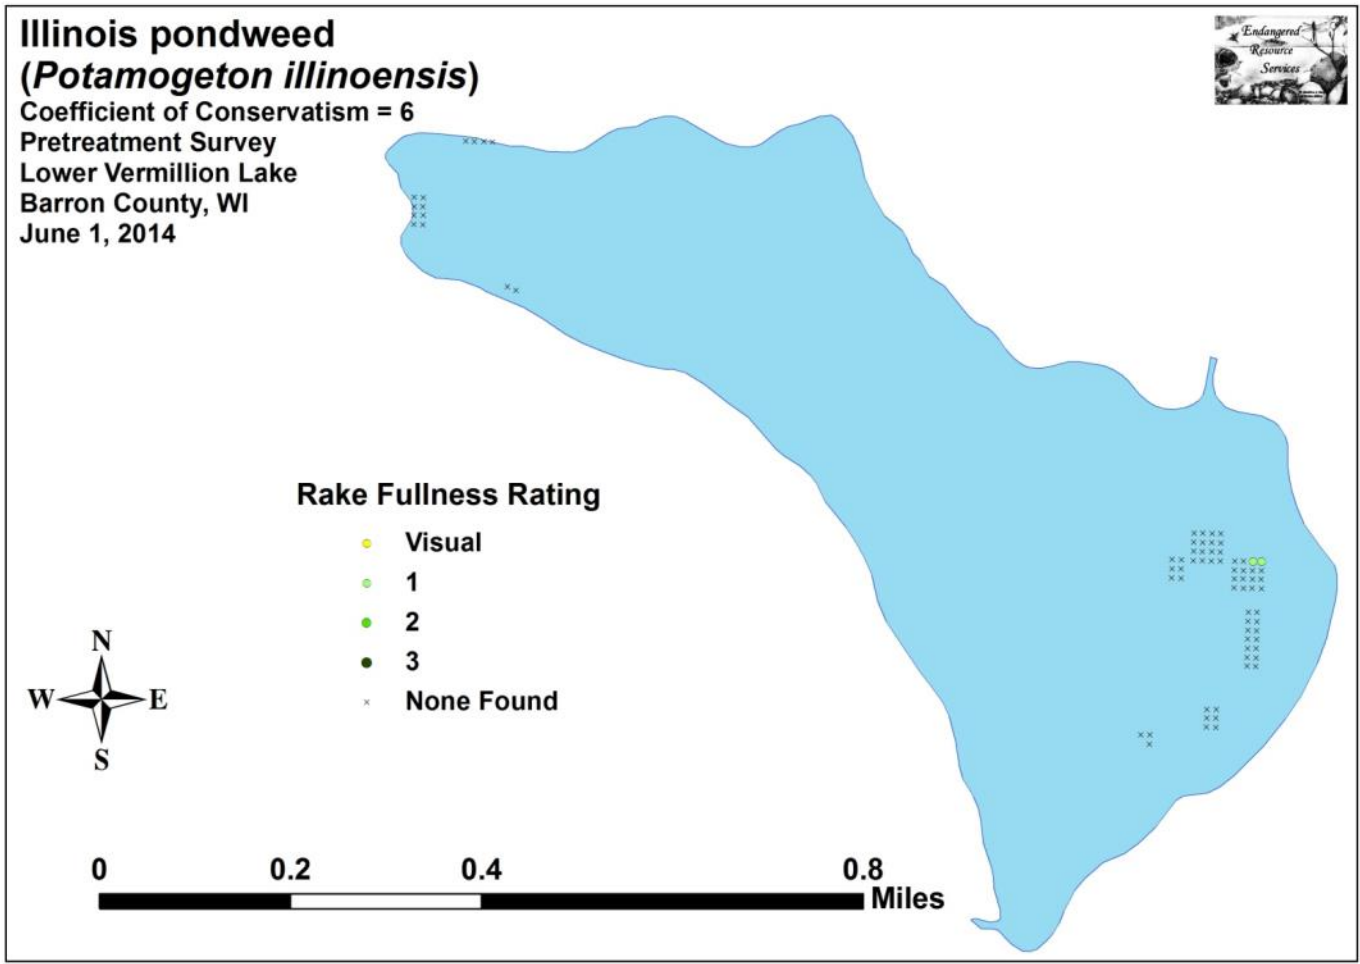 Illinois pondweed
(Potamogeton illinoensis)
Coefficient of Conservatism = 6
Pretreatment Survey
Lower Vermillion Lake
Barron County, WI
June 1, 2014
Endangered
Resource
Services
Rake Fullness Rating
Visual
1
2
3
None Found
N
W E
S
0 0.2 0.4 0.8
Miles